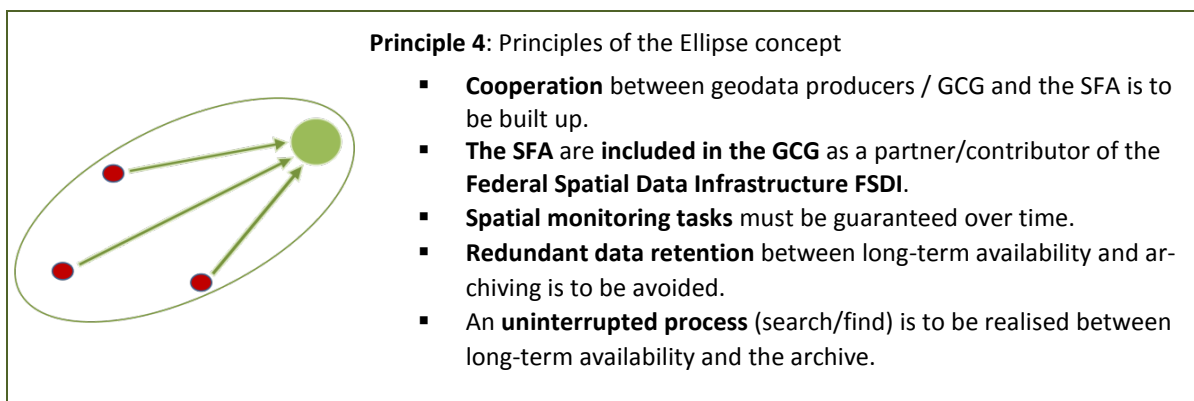 Principle 4: Principles of the Ellipse concept
▪ Cooperation between geodata producers / GCG and the SFA is to
be built up.
▪ The SFA are included in the GCG as a partner/contributor of the
Federal Spatial Data Infrastructure FSDI.
▪ Spatial monitoring tasks must be guaranteed over time.
▪ Redundant data retention between long-term availability and ar-
chiving is to be avoided.
▪ An uninterrupted process (search/find) is to be realised between
long-term availability and the archive.